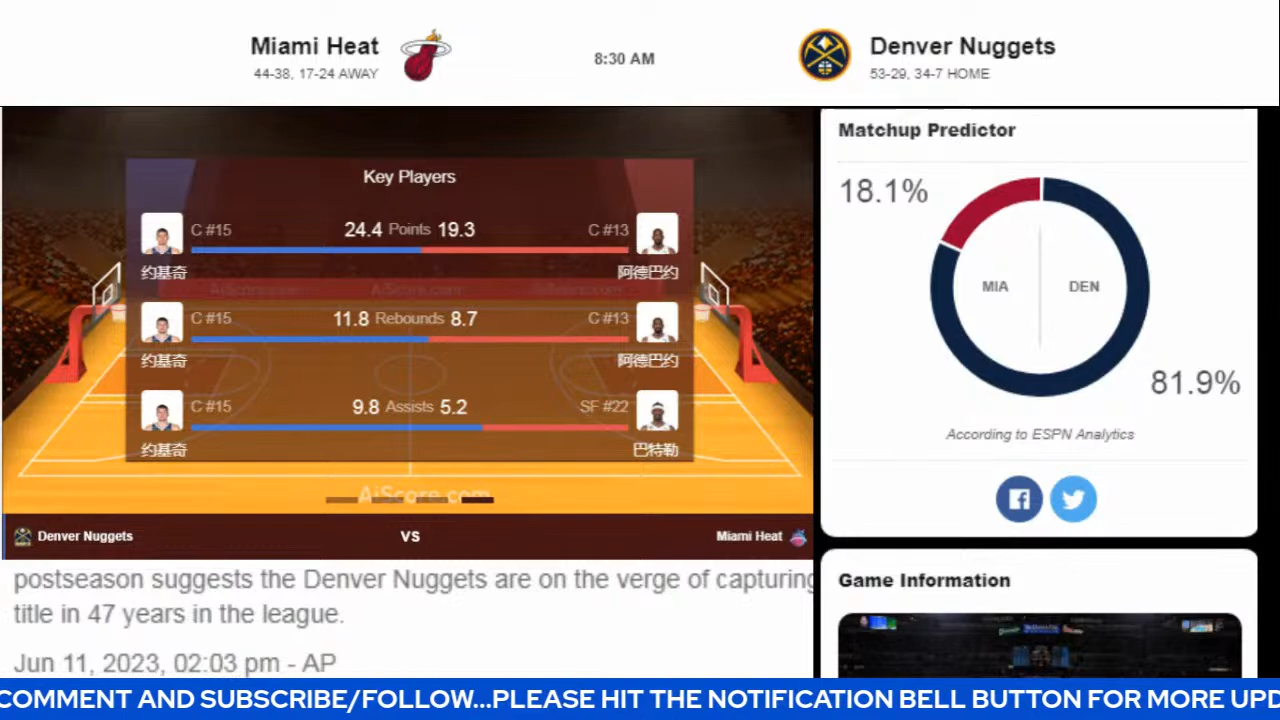 Miami Heat
44-38, 17-24 AWAY
8:30 AM
Denver Nuggets
53-29, 34-7 HOME
Key Players
C #15 24.4 Points 19.3 C #13
约基奇 阿德巴约
AiScore.com
C #15 11.8 Rebounds 8.7 C #13
约基奇 阿德巴约
C #15 9.8 Assists 5.2 SF #22
约基奇 巴特勒
AiScore.com
Denver Nuggets VS Miami Heat
postseason suggests the Denver Nuggets are on the verge of capturing
title in 47 years in the league.
Jun 11, 2023, 02:03 pm - AP
Matchup Predictor
18.1%
MIA DEN
81.9%
According to ESPN Analytics
Game Information
COMMENT AND SUBSCRIBE/FOLLOW...PLEASE HIT THE NOTIFICATION BELL BUTTON FOR MORE UPD